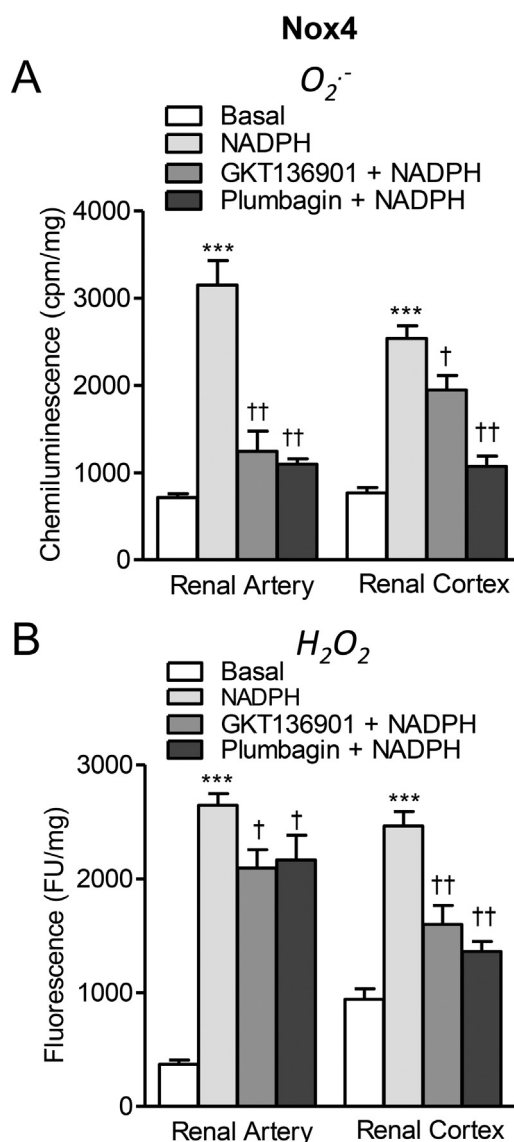 Nox4
A
O₂·⁻
Basal
NADPH
GKT136901 + NADPH
Plumbagin + NADPH
Chemiluminescence (cpm/mg)
4000
3000
2000
1000
0
***
††
††
***
†
††
Renal Artery
Renal Cortex
B
H₂O₂
Basal
NADPH
GKT136901 + NADPH
Plumbagin + NADPH
Fluorescence (FU/mg)
3000
2000
1000
0
***
†
†
***
††
††
Renal Artery
Renal Cortex